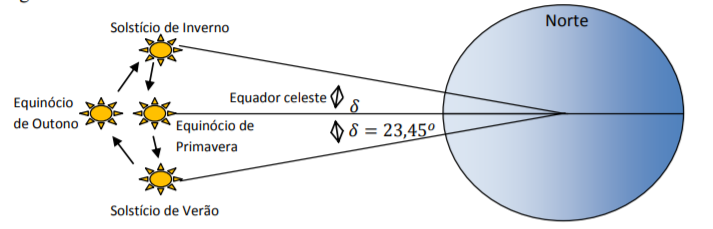 Solstício de Inverno
Norte
Equador celeste
δ
Equinócio
de Outono
Equinócio de
Primavera
δ = 23,45º
Solstício de Verão